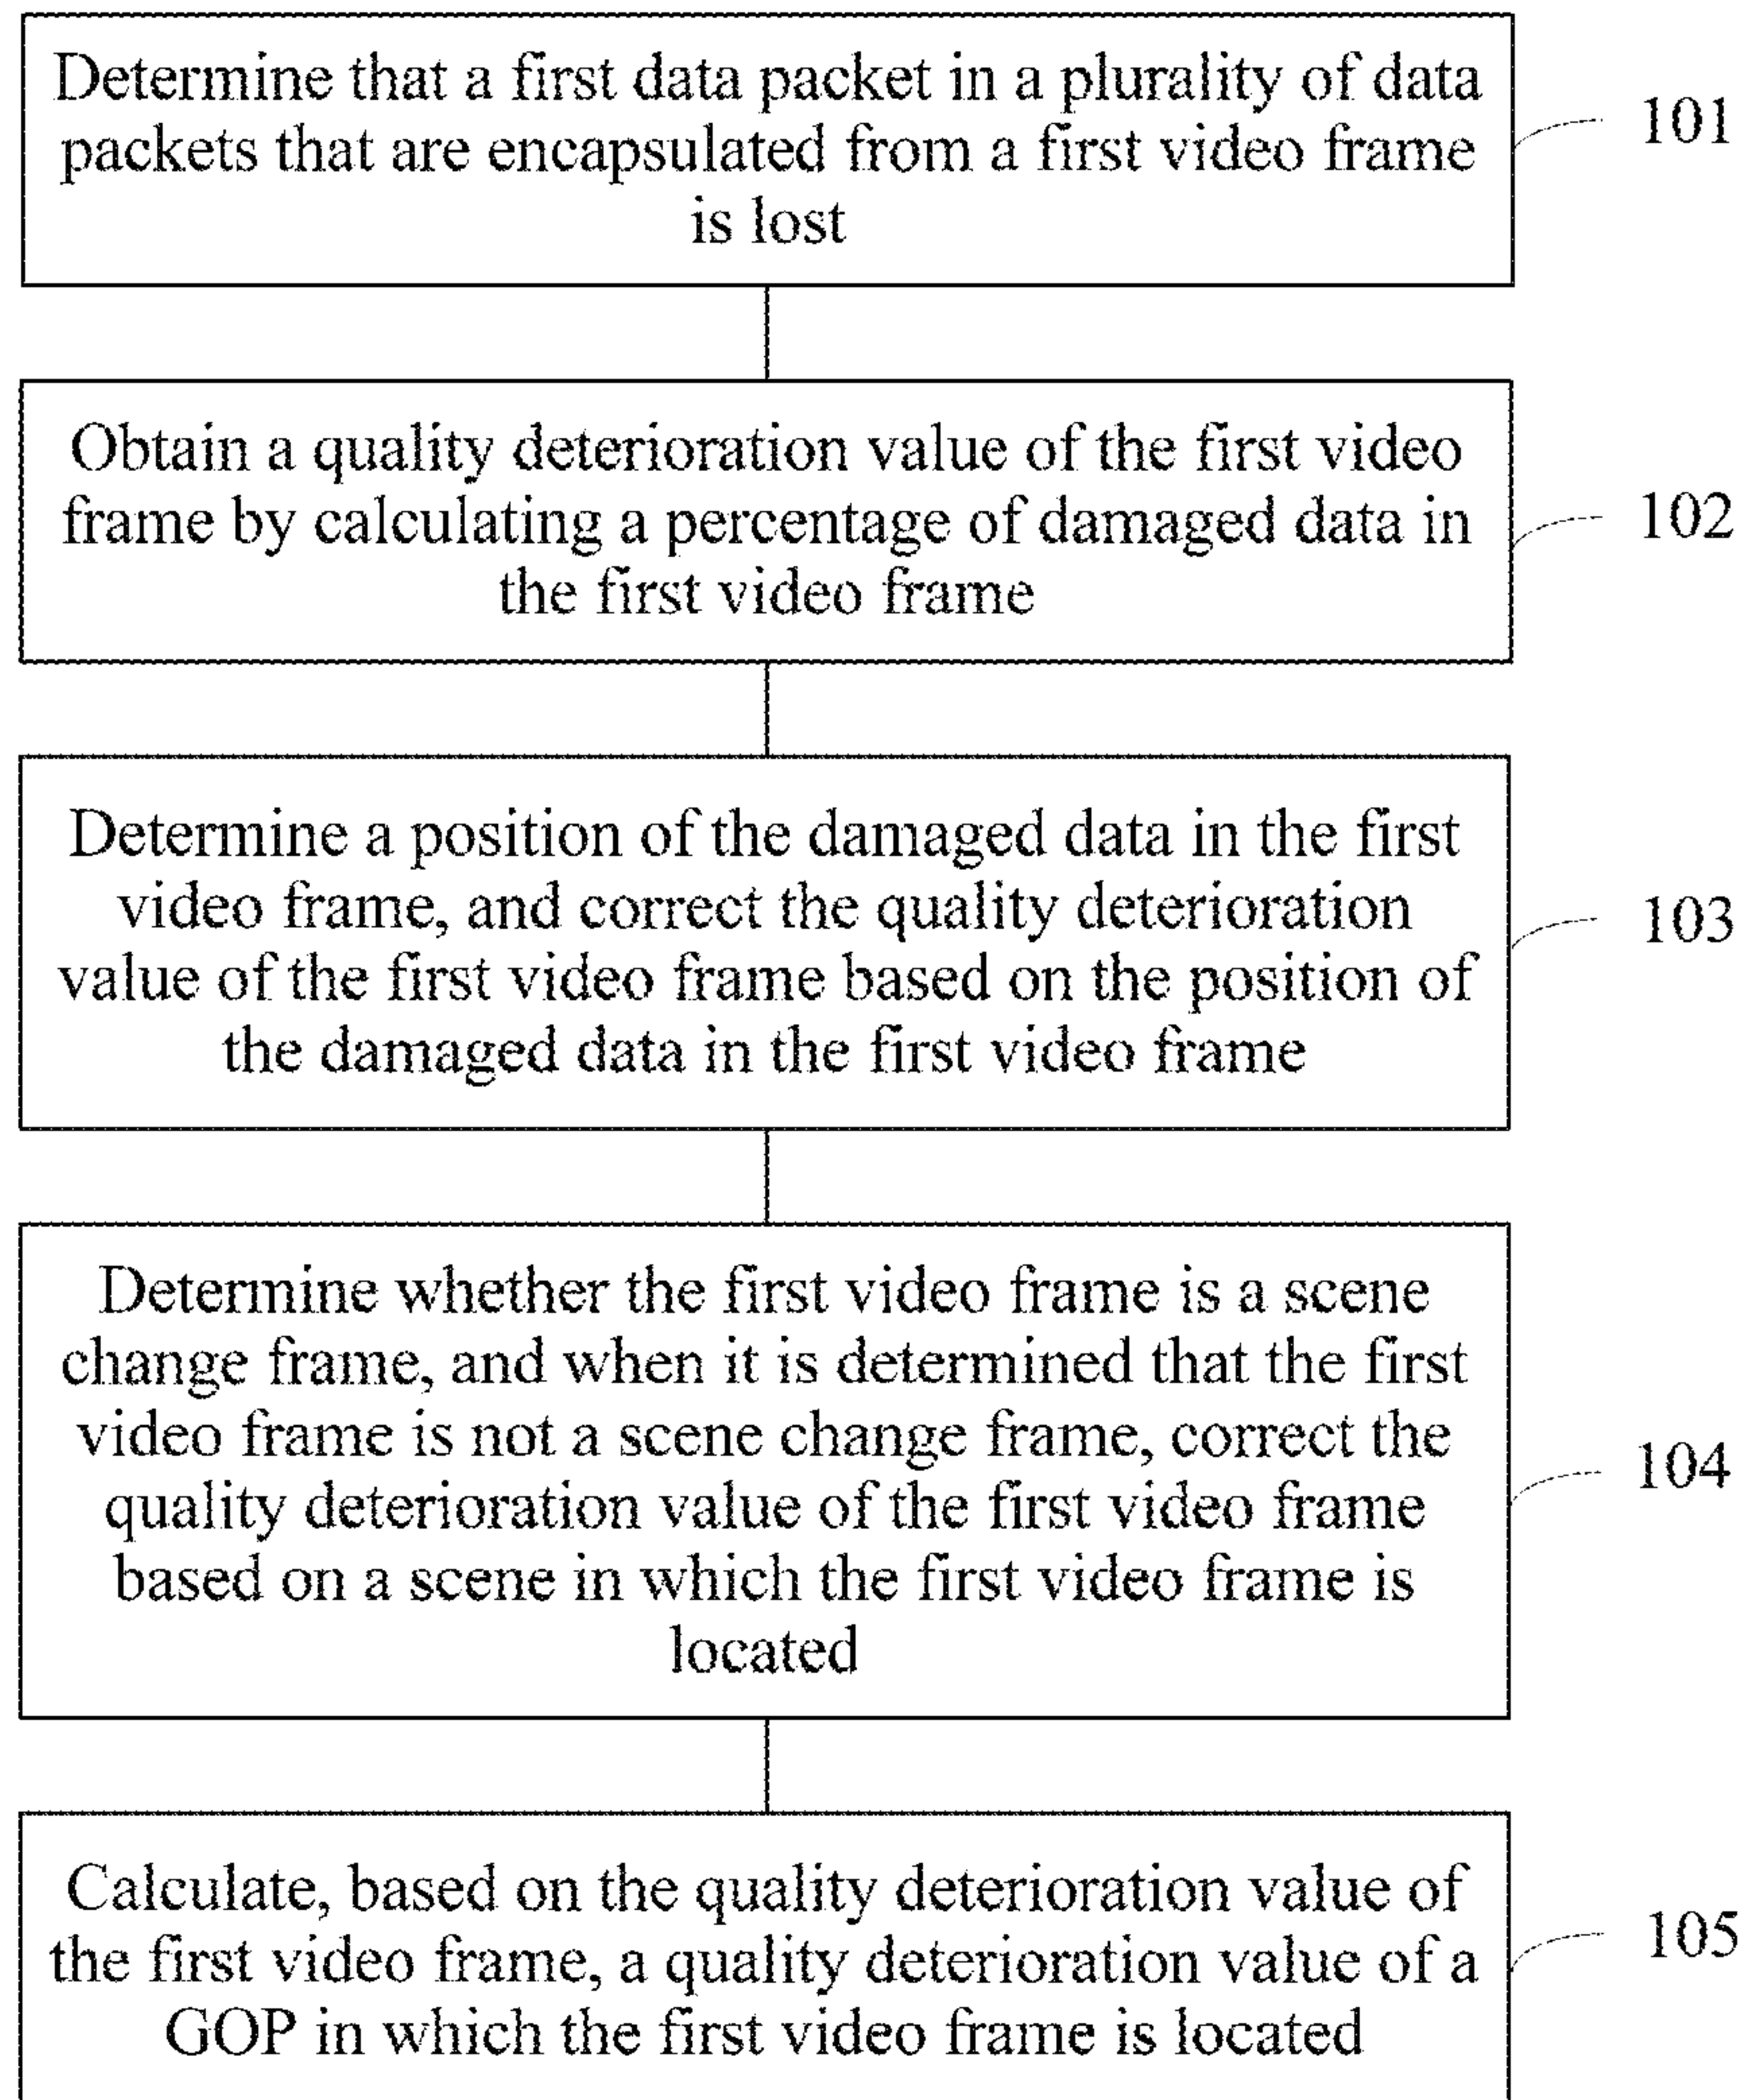 Determine that a first data packet in a plurality of data
packets that are encapsulated from a first video frame
is lost
101
Obtain a quality deterioration value of the first video
frame by calculating a percentage of damaged data in
the first video frame
102
Determine a position of the damaged data in the first
video frame, and correct the quality deterioration
value of the first video frame based on the position of
the damaged data in the first video frame
103
Determine whether the first video frame is a scene
change frame, and when it is determined that the first
video frame is not a scene change frame, correct the
quality deterioration value of the first video frame
based on a scene in which the first video frame is
located
104
Calculate, based on the quality deterioration value of
the first video frame, a quality deterioration value of a
GOP in which the first video frame is located
105